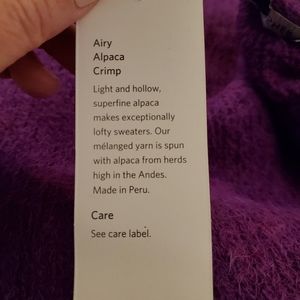 Airy
Alpaca
Crimp
Light and hollow,
superfine alpaca
makes exceptionally
lofty sweaters. Our
mélanged yarn is spun
with alpaca from herds
high in the Andes.
Made in Peru.
Care
See care label.